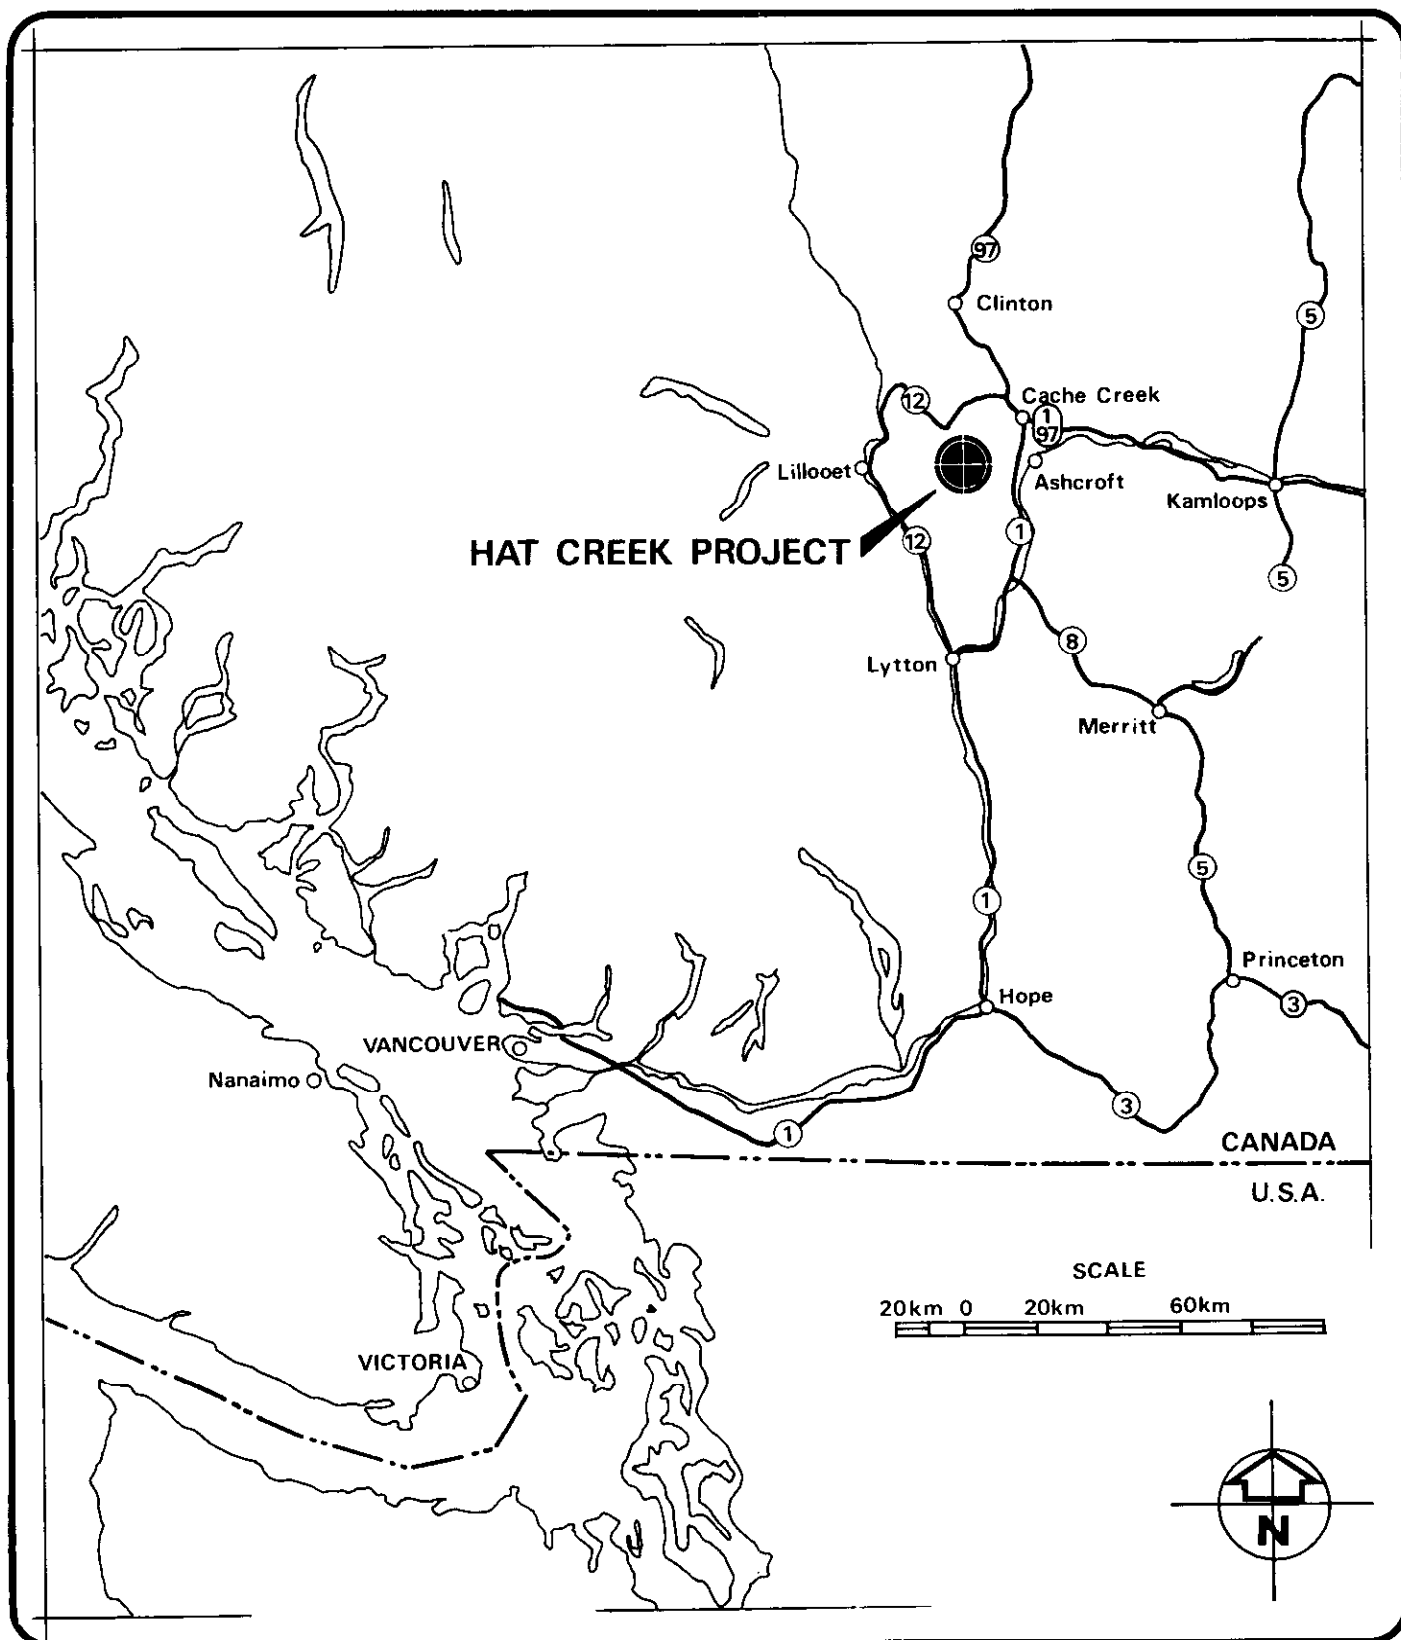 97
Clinton
5
12
Cache Creek
1
97
Lillooet
Ashcroft
Kamloops
HAT CREEK PROJECT
12
1
5
8
Lytton
Merritt
5
1
Princeton
Hope
3
VANCOUVER
Nanaimo
3
1
CANADA
U.S.A.
SCALE
20km 0 20km 60km
VICTORIA
N